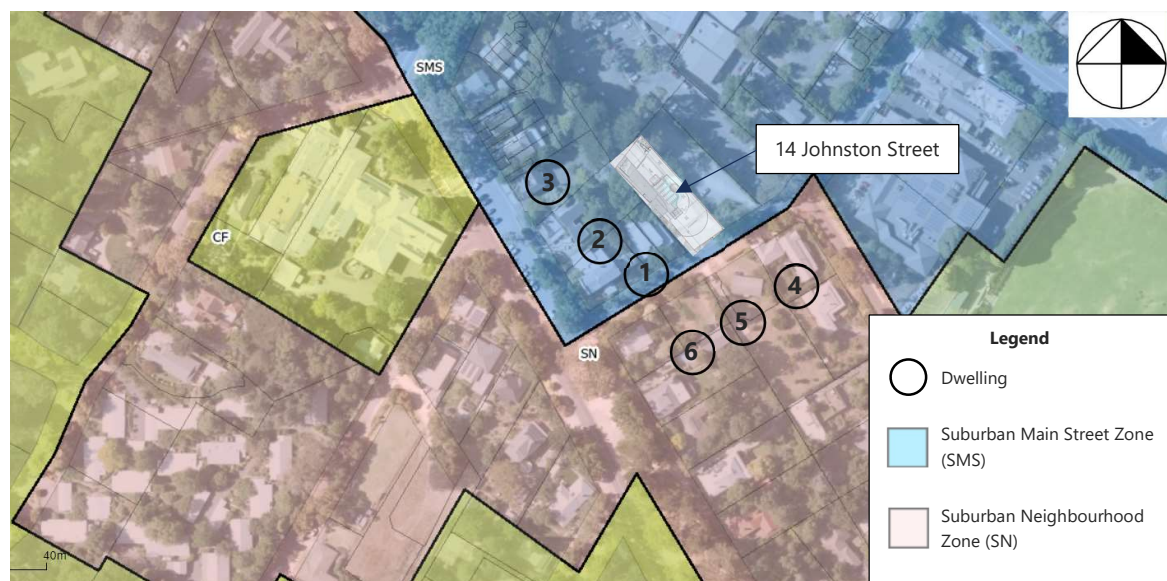 SMS
14 Johnston Street
3
CF
2
1
4
5
6
SN
Legend
Dwelling
Suburban Main Street Zone
(SMS)
Suburban Neighbourhood
Zone (SN)
40m